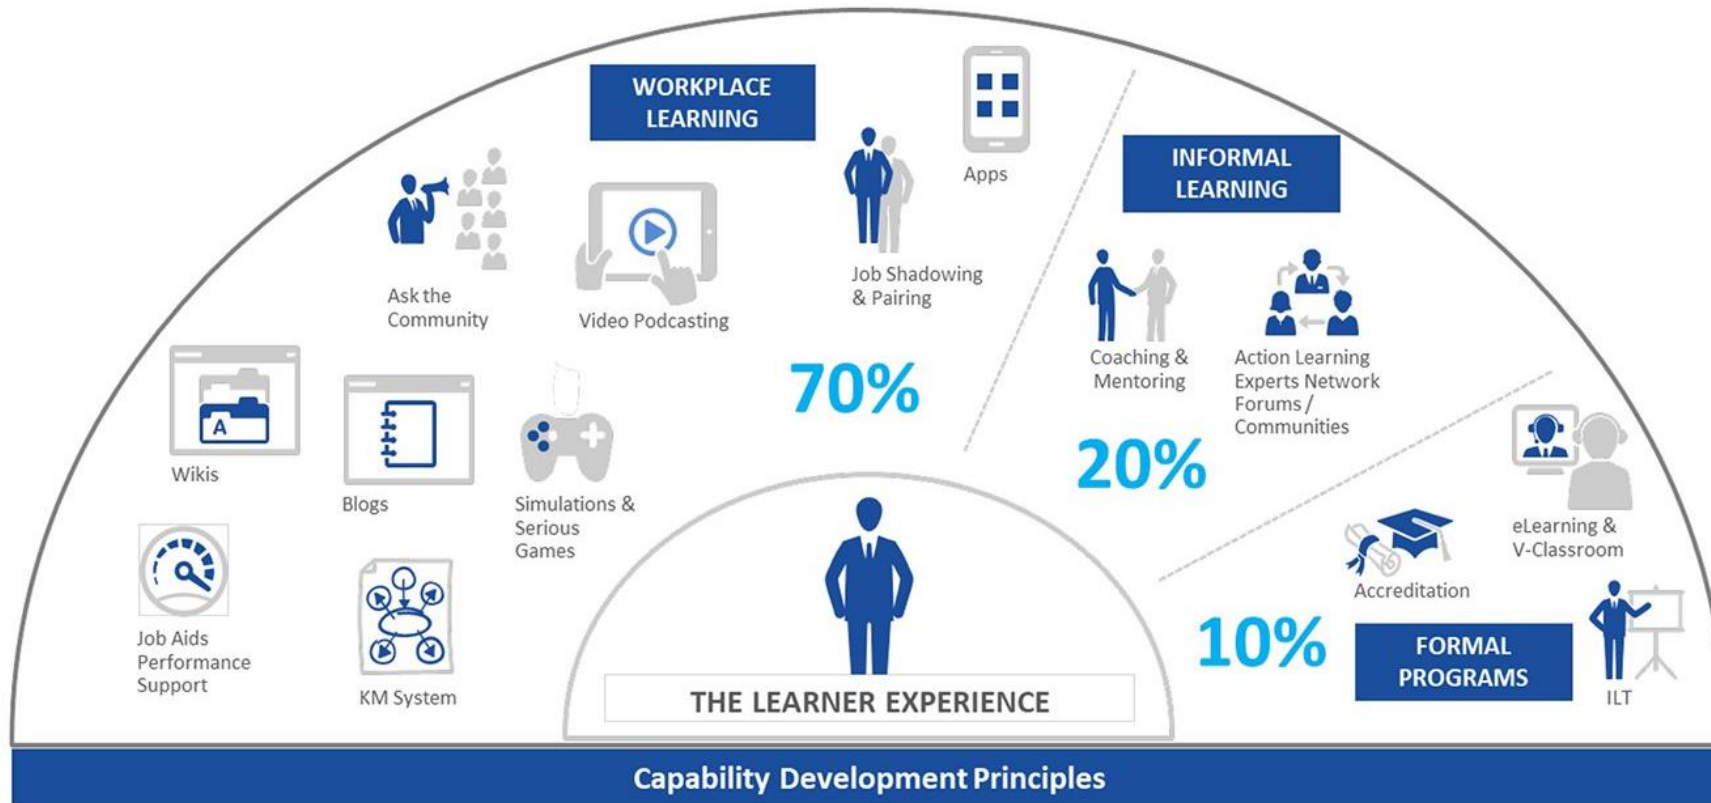 WORKPLACE
LEARNING
Apps
Ask the
Community
Video Podcasting
Job Shadowing
& Pairing
Wikis
A
Blogs
Simulations &
Serious
Games
70%
Job Aids
Performance
Support
KM System
INFORMAL
LEARNING
Coaching &
Mentoring
Action Learning
Experts Network
Forums /
Communities
20%
eLearning &
V-Classroom
Accreditation
10%
FORMAL
PROGRAMS
ILT
THE LEARNER EXPERIENCE
Capability Development Principles